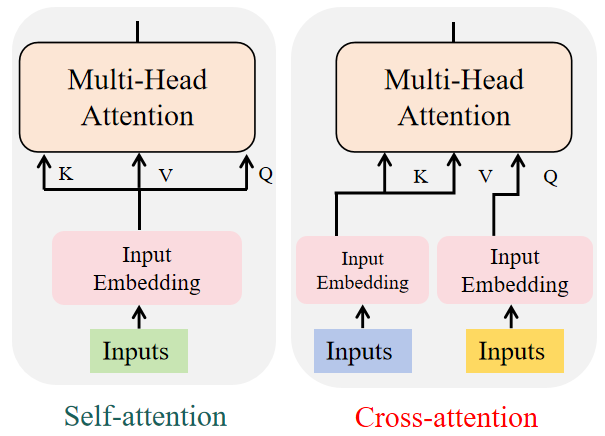 Multi-Head
Attention
K
V
Q
Input
Embedding
Inputs
Self-attention
Multi-Head
Attention
K
V
Q
Input
Embedding
Input
Embedding
Inputs
Inputs
Cross-attention